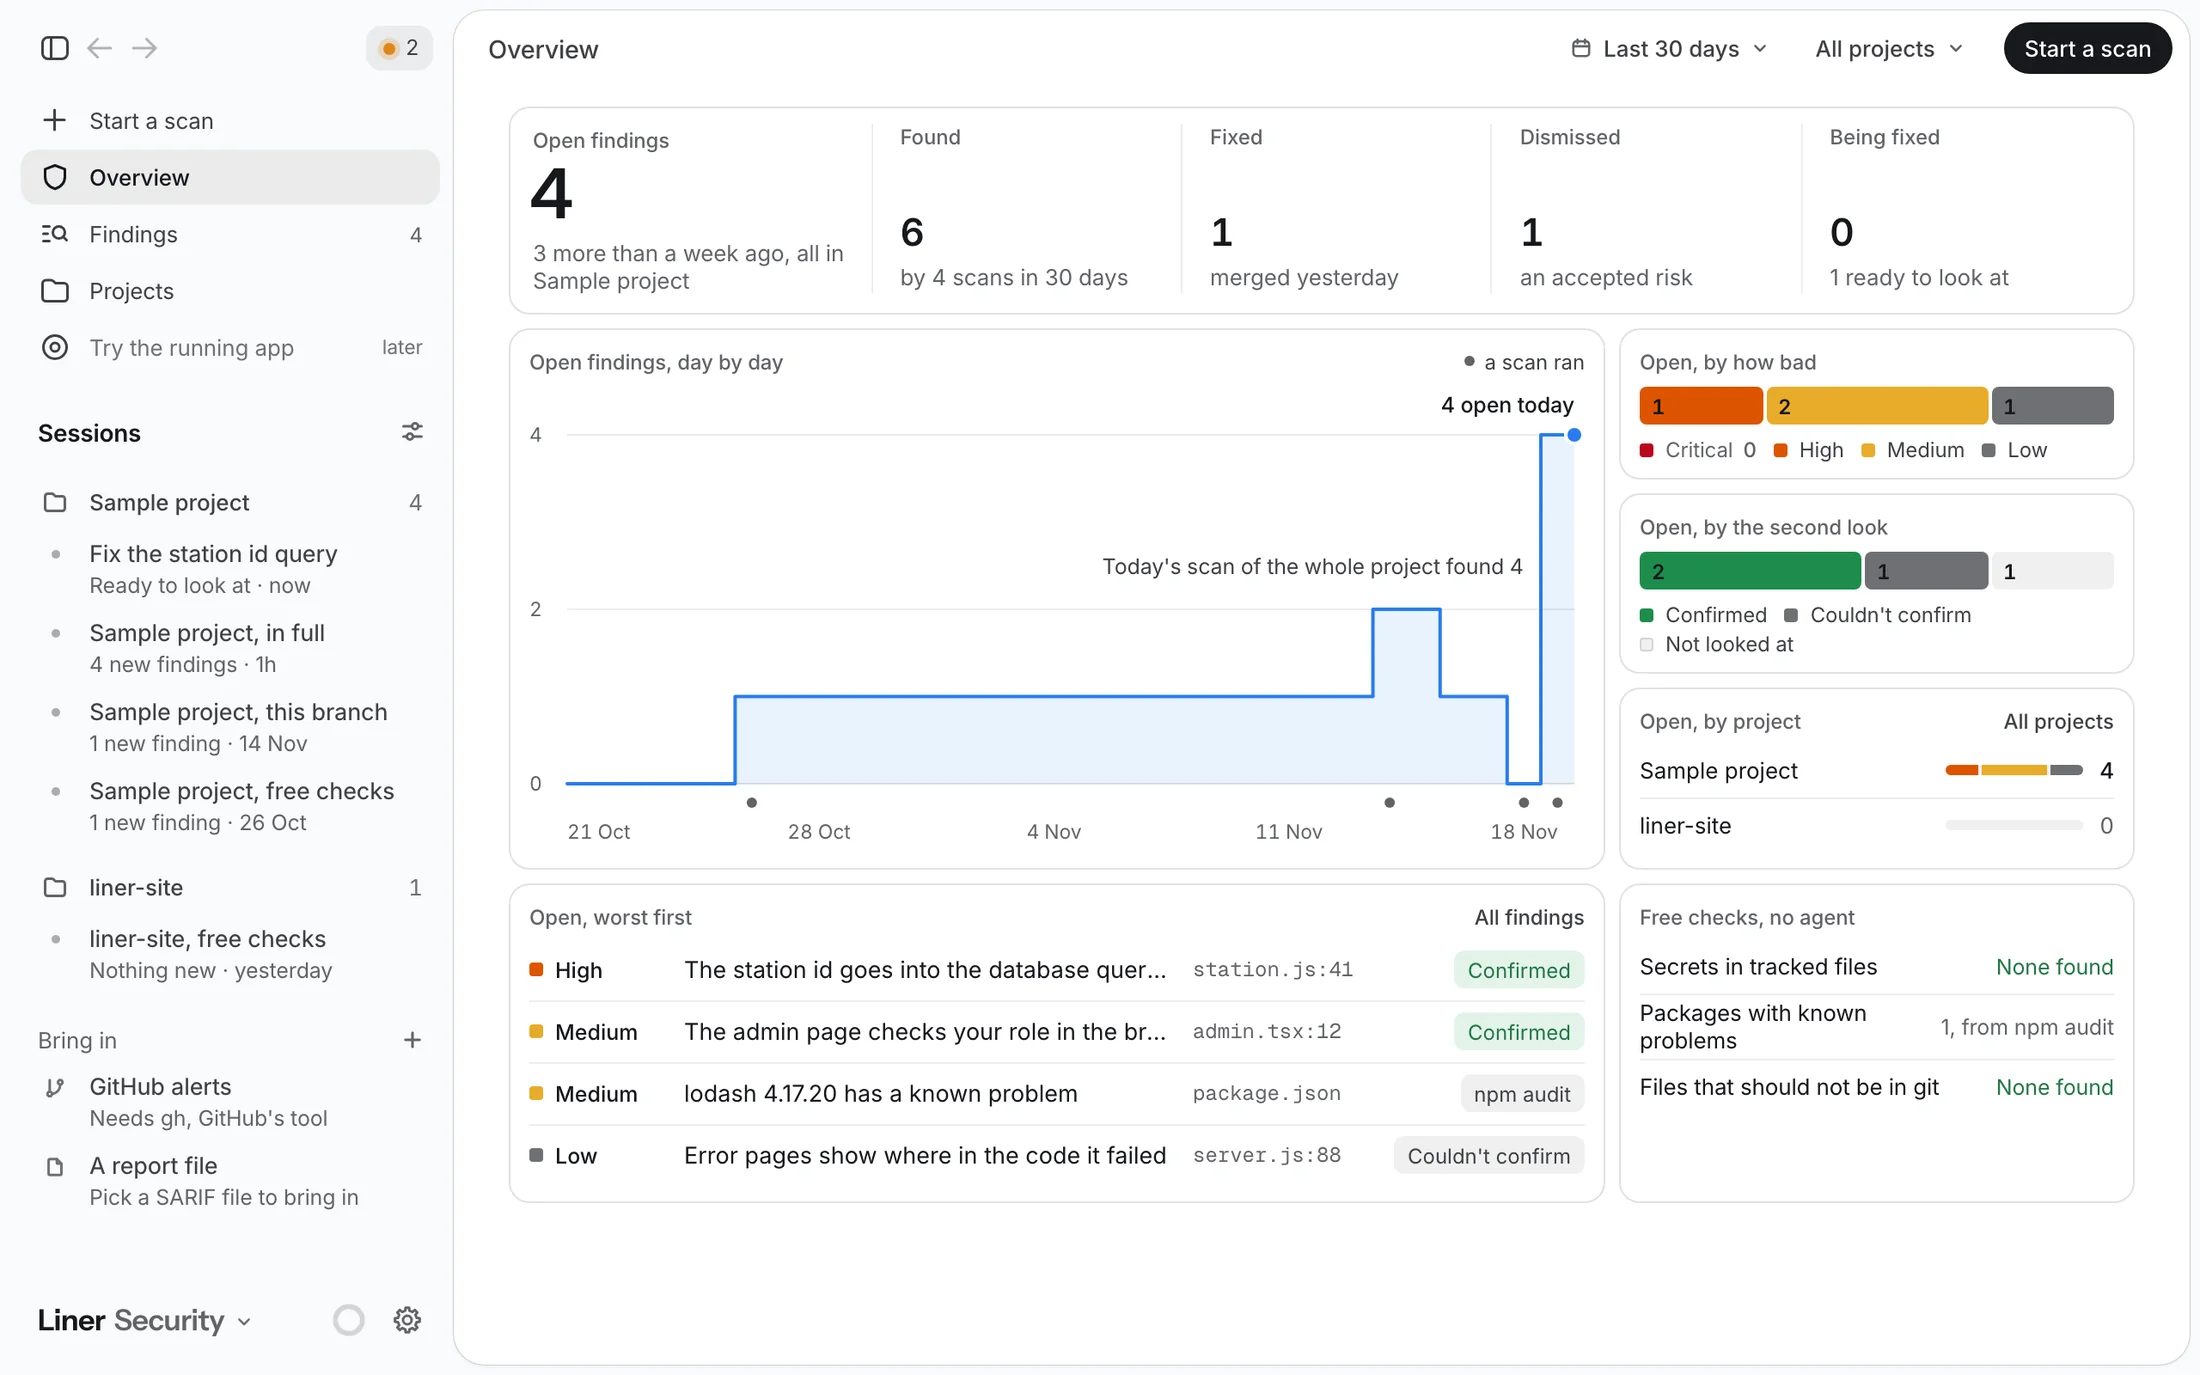 2
Start a scan
Overview
Findings 4
Projects
Try the running app later
Sessions
Sample project 4
Fix the station id query
Ready to look at · now
Sample project, in full
4 new findings · 1h
Sample project, this branch
1 new finding · 14 Nov
Sample project, free checks
1 new finding · 26 Oct
liner-site 1
liner-site, free checks
Nothing new · yesterday
Bring in
GitHub alerts
Needs gh, GitHub's tool
A report file
Pick a SARIF file to bring in
Liner Security
Overview
Last 30 days
All projects
Start a scan
Open findings
4
3 more than a week ago, all in
Sample project
Found
6
by 4 scans in 30 days
Fixed
1
merged yesterday
Dismissed
1
an accepted risk
Being fixed
0
1 ready to look at
Open findings, day by day
a scan ran
4 open today
4
Today's scan of the whole project found 4
2
0
21 Oct 28 Oct 4 Nov 11 Nov 18 Nov
Open, by how bad
1 2 1
Critical 0 High Medium Low
Open, by the second look
2 1 1
Confirmed Couldn't confirm
Not looked at
Open, by project All projects
Sample project 4
liner-site 0
Open, worst first All findings
High The station id goes into the database quer... station.js:41 Confirmed
Medium The admin page checks your role in the br... admin.tsx:12 Confirmed
Medium lodash 4.17.20 has a known problem package.json npm audit
Low Error pages show where in the code it failed server.js:88 Couldn't confirm
Free checks, no agent
Secrets in tracked files None found
Packages with known
problems 1, from npm audit
Files that should not be in git None found